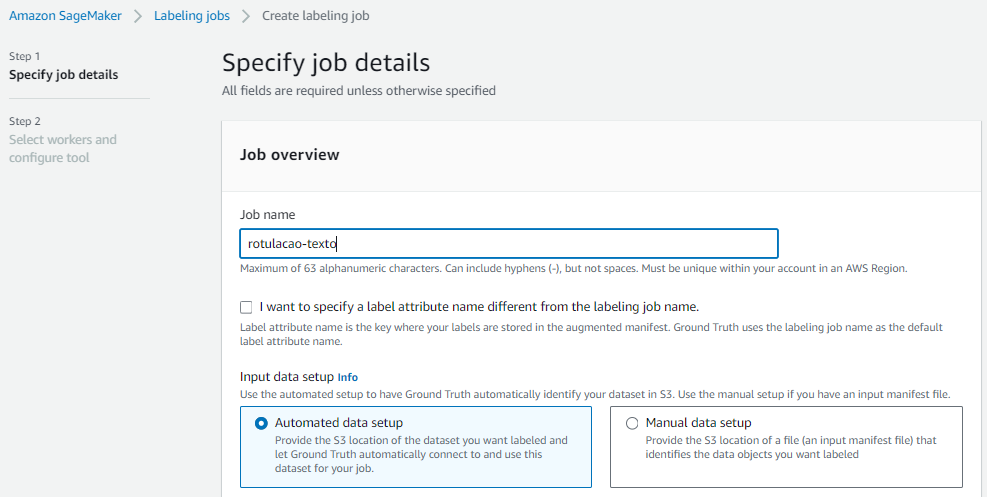 Amazon SageMaker > Labeling jobs > Create labeling job
Step 1
Specify job details
Step 2
Select workers and
configure tool
Specify job details
All fields are required unless otherwise specified
Job overview
Job name
rotulacao-texto
Maximum of 63 alphanumeric characters. Can include hyphens (-), but not spaces. Must be unique within your account in an AWS Region.
I want to specify a label attribute name different from the labeling job name.
Label attribute name is the key where your labels are stored in the augmented manifest. Ground Truth uses the labeling job name as the default
label attribute name.
Input data setup Info
Use the automated setup to have Ground Truth automatically identify your dataset in S3. Use the manual setup if you have an input manifest file.
Automated data setup
Provide the S3 location of the dataset you want labeled and
let Ground Truth automatically connect to and use this
dataset for your job.
Manual data setup
Provide the S3 location of a file (an input manifest file) that
identifies the data objects you want labeled